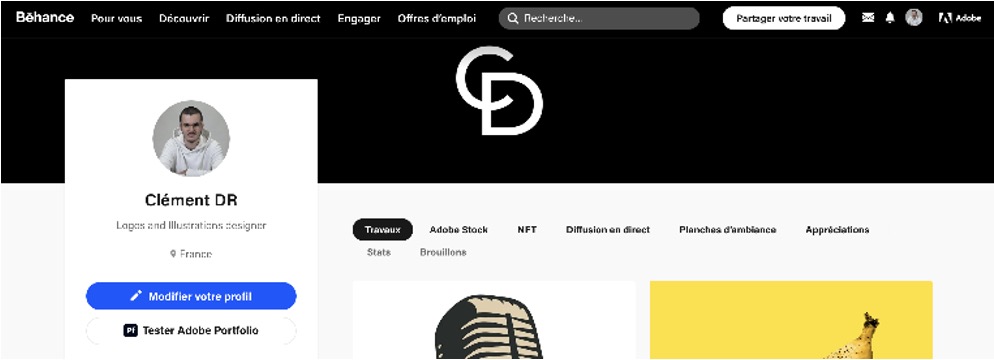 Bēhance Pour vous Découvrir Diffusion en direct Engager Offres d'emploi Recherche... Partager votre travail Adobe
CD
Clément DR
Logos and Illustrations designer
France
Modifier votre profil
Pf Tester Adobe Portfolio
Travaux Adobe Stock NFT Diffusion en direct Planches d'ambiance Appréciations
Stats Brouillons